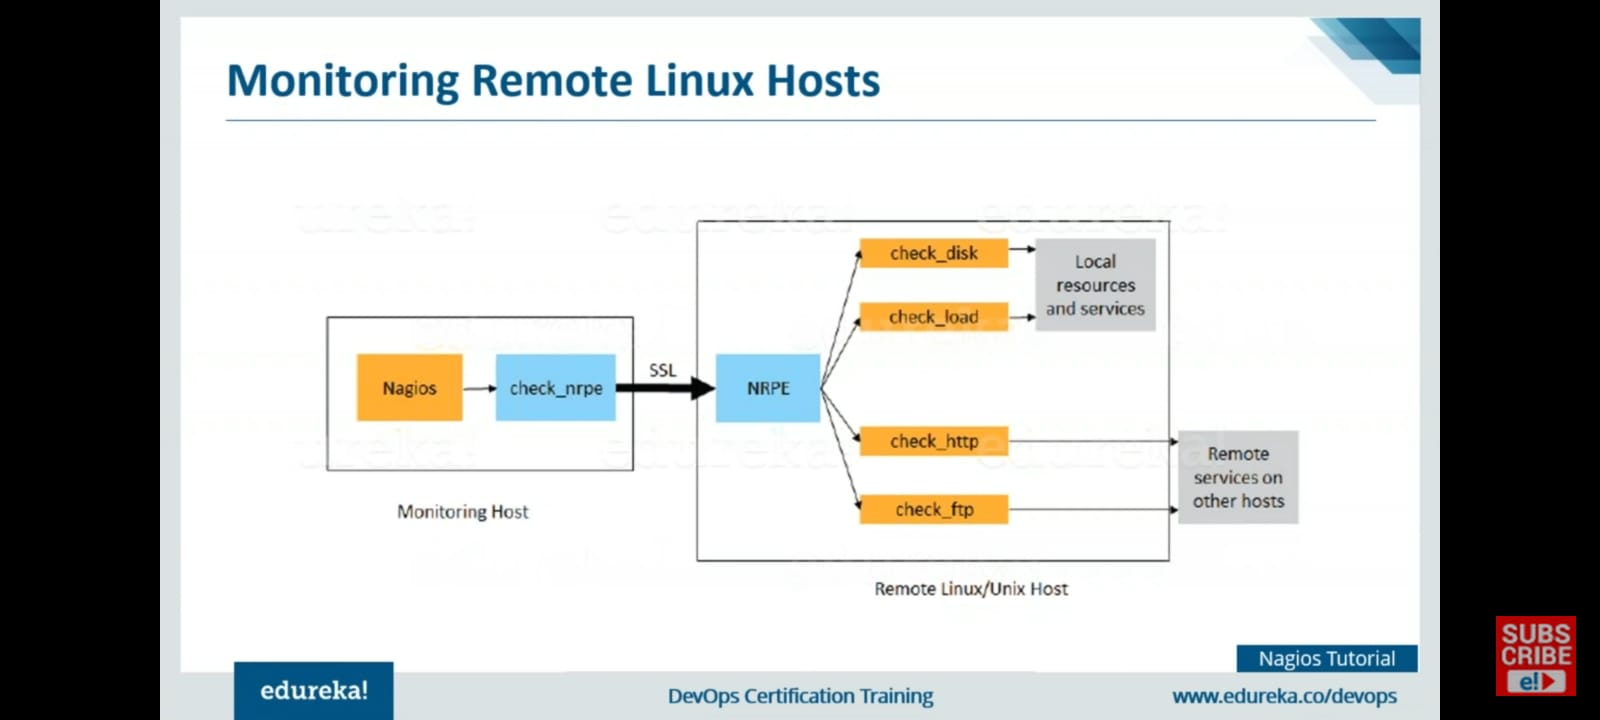 Monitoring Remote Linux Hosts
check_disk
check_load
Local
resources
and services
Nagios
check_nrpe
SSL
NRPE
check_http
check_ftp
Remote
services on
other hosts
Monitoring Host
Remote Linux/Unix Host
Nagios Tutorial
edureka!
DevOps Certification Training
www.edureka.co/devops
SUBS
CRIBE
e!